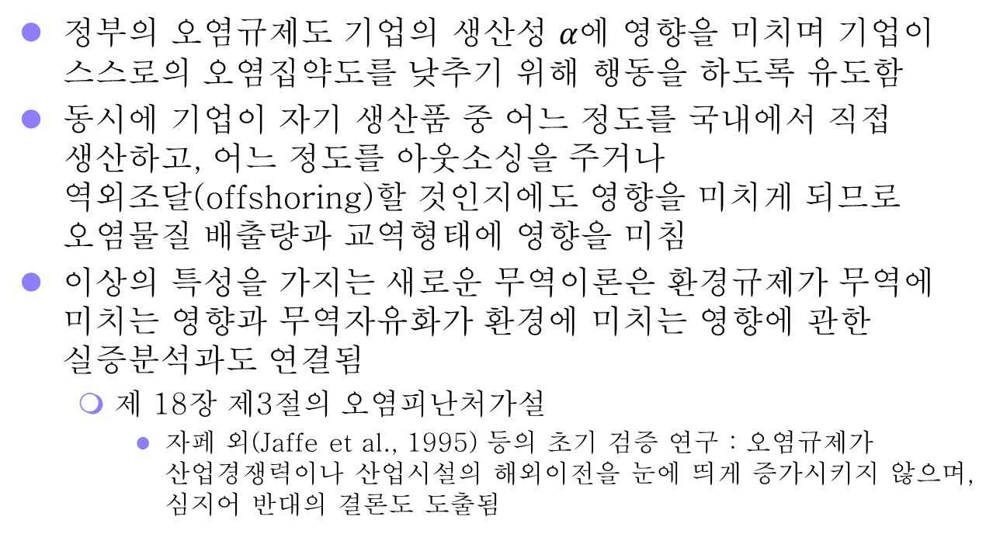 정부의 오염규제도 기업의 생산성 α에 영향을 미치며 기업이
스스로의 오염집약도를 낮추기 위해 행동을 하도록 유도함
동시에 기업이 자기 생산품 중 어느 정도를 국내에서 직접
생산하고, 어느 정도를 아웃소싱을 주거나
역외조달(offshoring)할 것인지에도 영향을 미치게 되므로
오염물질 배출량과 교역형태에 영향을 미침
이상의 특성을 가지는 새로운 무역이론은 환경규제가 무역에
미치는 영향과 무역자유화가 환경에 미치는 영향에 관한
실증분석과도 연결됨
제 18장 제3절의 오염피난처가설
자페 외(Jaffe et al., 1995) 등의 초기 검증 연구 : 오염규제가
산업경쟁력이나 산업시설의 해외이전을 눈에 띄게 증가시키지 않으며,
심지어 반대의 결론도 도출됨